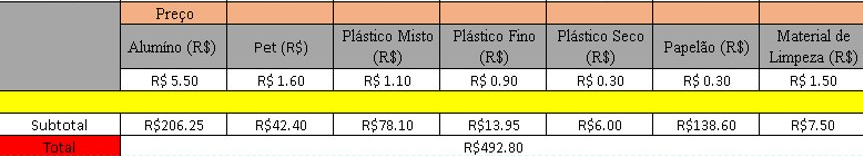 Preço
Alumíno (R$) Pet (R$) Plástico Misto (R$) Plástico Fino (R$) Plástico Seco (R$) Papelão (R$) Material de Limpeza (R$)
R$ 5.50 R$ 1.60 R$ 1.10 R$ 0.90 R$ 0.30 R$ 0.30 R$ 1.50
Subtotal R$206.25 R$42.40 R$78.10 R$13.95 R$6.00 R$138.60 R$7.50
Total R$492.80